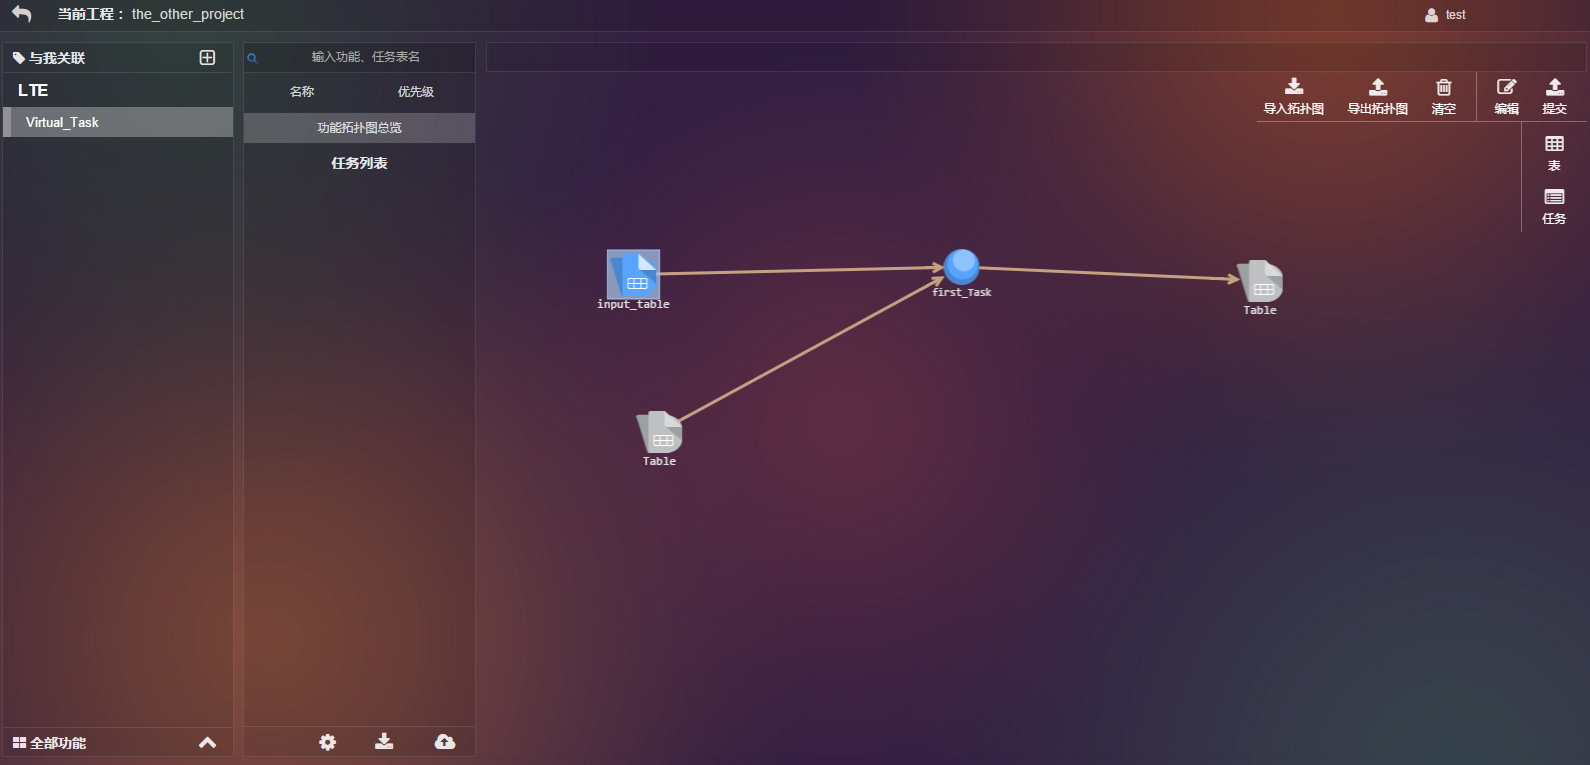 当前工程： the_other_project
test
与我关联
LTE
Virtual_Task
全部功能
输入功能、任务表名
名称 优先级
功能拓扑图总览
任务列表
导入拓扑图 导出拓扑图 清空 编辑 提交
表
任务
input_table
first_Task
Table
Table